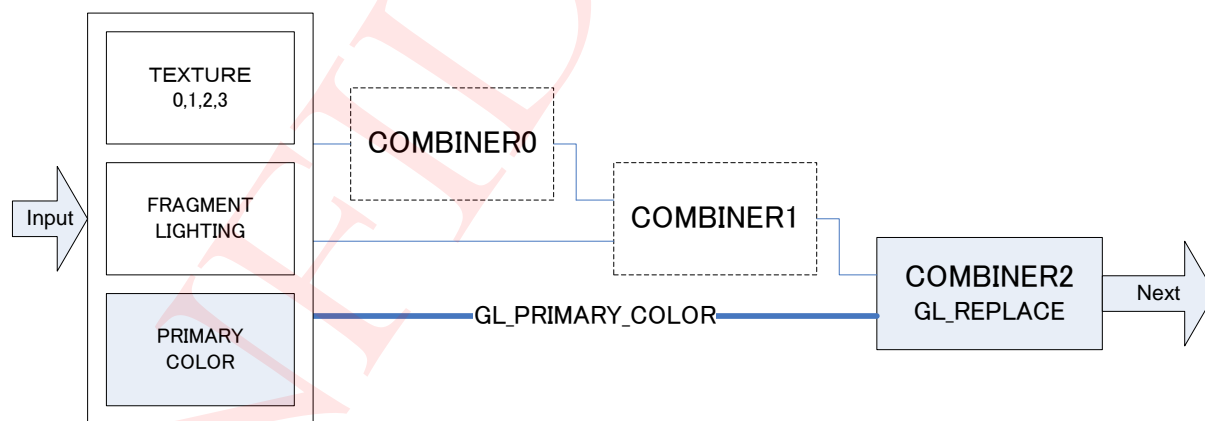 Input
TEXTURE
0,1,2,3
FRAGMENT
LIGHTING
PRIMARY
COLOR
COMBINER0
COMBINER1
GL_PRIMARY_COLOR
COMBINER2
GL_REPLACE
Next